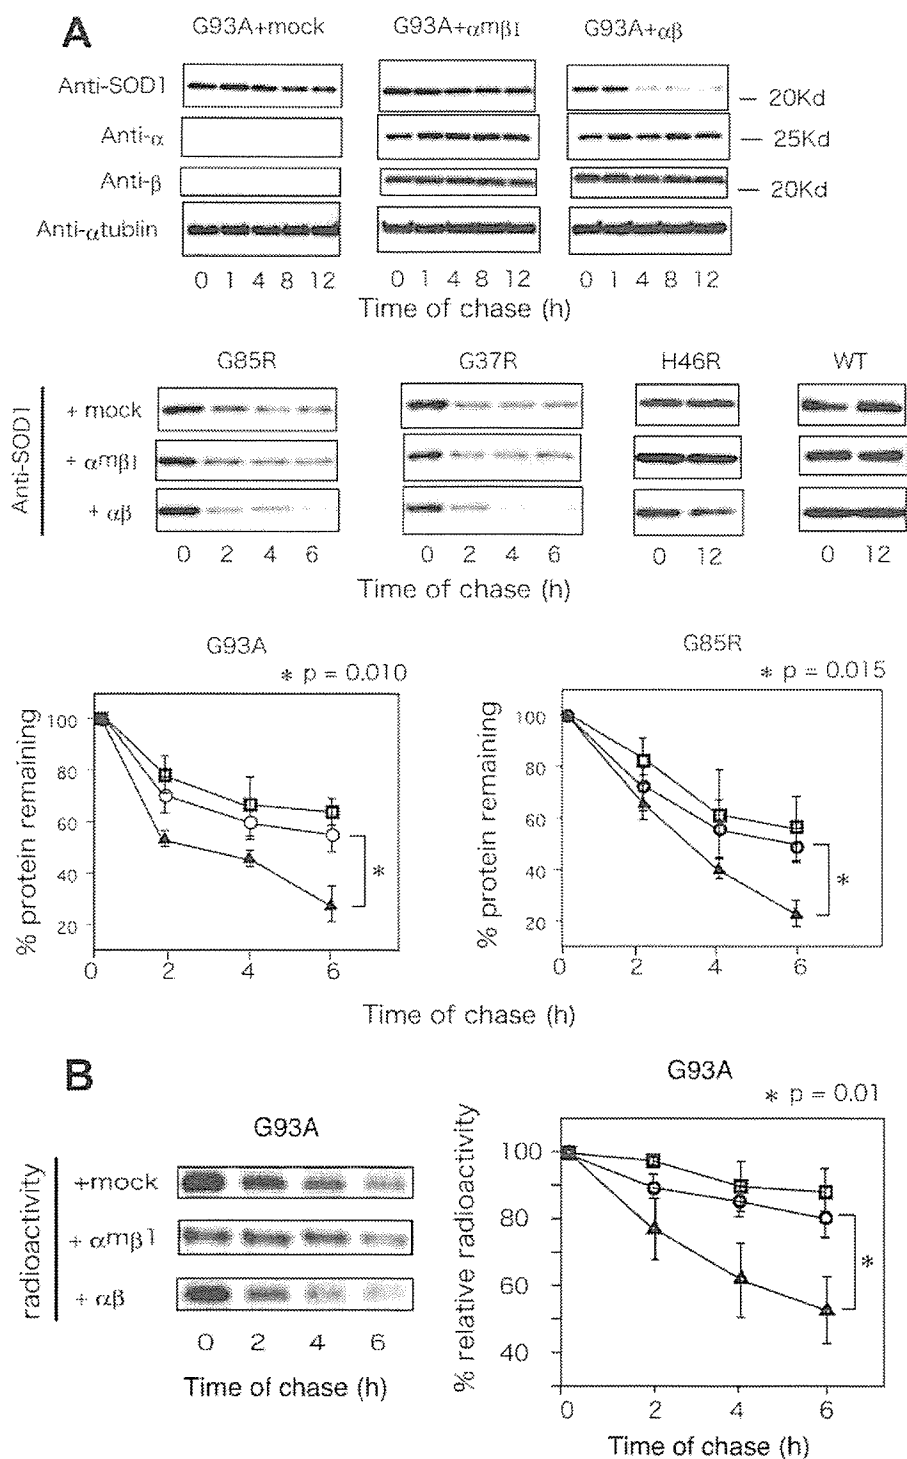 A
G93A+mock G93A+αmβ1 G93A+αβ
Anti-SOD1
— 20Kd
Anti-α
— 25Kd
Anti-β
— 20Kd
Anti-αtublin
0 1 4 8 12 0 1 4 8 12 0 1 4 8 12
Time of chase (h)
G85R G37R H46R WT
Anti-SOD1
+ mock
+ αmβ1
+ αβ
0 2 4 6 0 2 4 6 0 12 0 12
Time of chase (h)
G93A
* p = 0.010
% protein remaining
100
80
60
40
20
*
0 2 4 6
G85R
* p = 0.015
% protein remaining
100
80
60
40
20
*
0 2 4 6
Time of chase (h)
B
G93A
radioactivity
+mock
+ αmβ1
+ αβ
0 2 4 6
Time of chase (h)
G93A
* p = 0.01
% relative radioactivity
100
80
60
40
*
0 2 4 6
Time of chase (h)